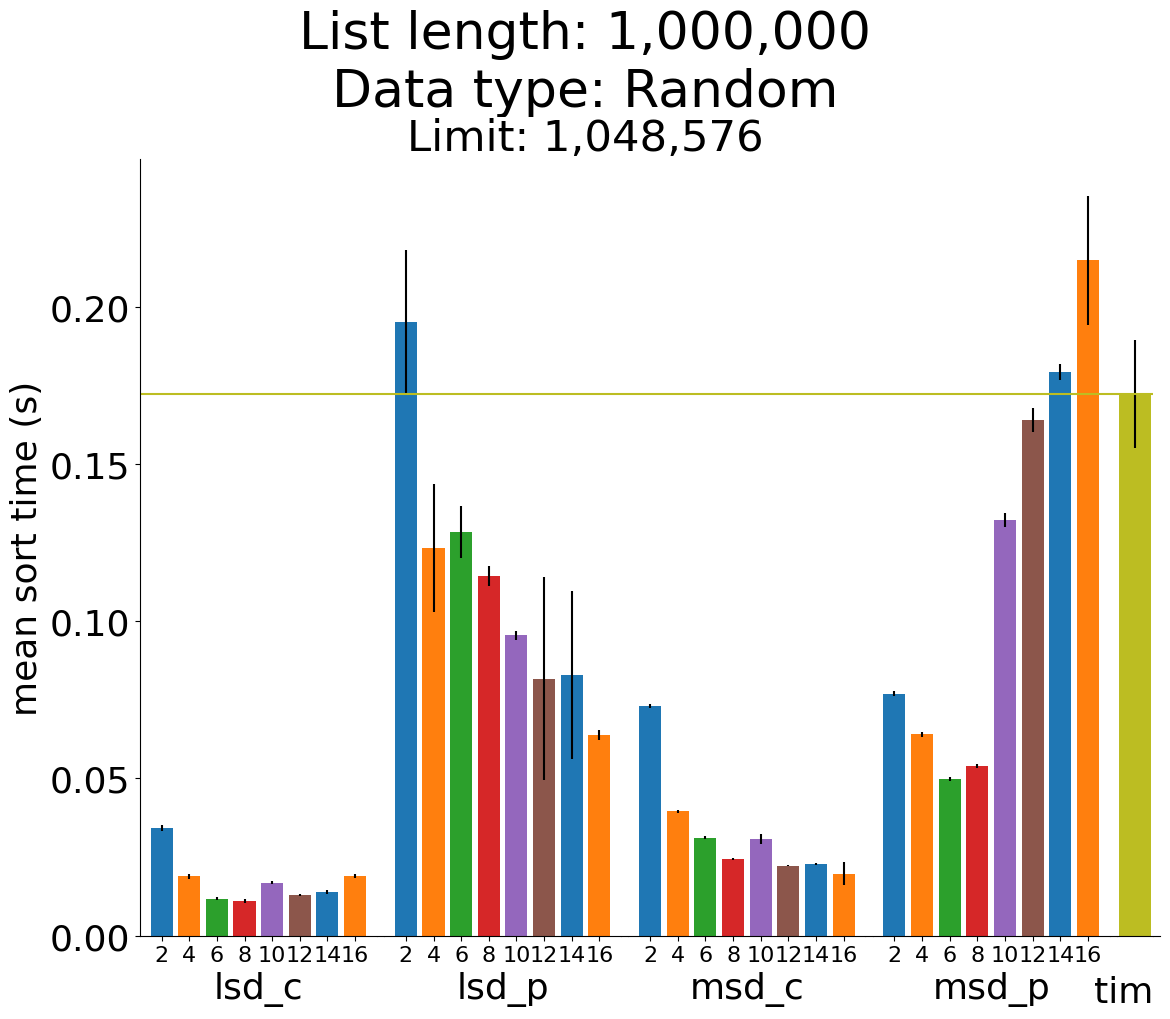 List length: 1,000,000
Data type: Random
Limit: 1,048,576
mean sort time (s)
0.20
0.15
0.10
0.05
0.00
2 4 6 8 10 12 14 16 2 4 6 8 10 12 14 16 2 4 6 8 10 12 14 16 2 4 6 8 10 12 14 16
lsd_c lsd_p msd_c msd_p tim